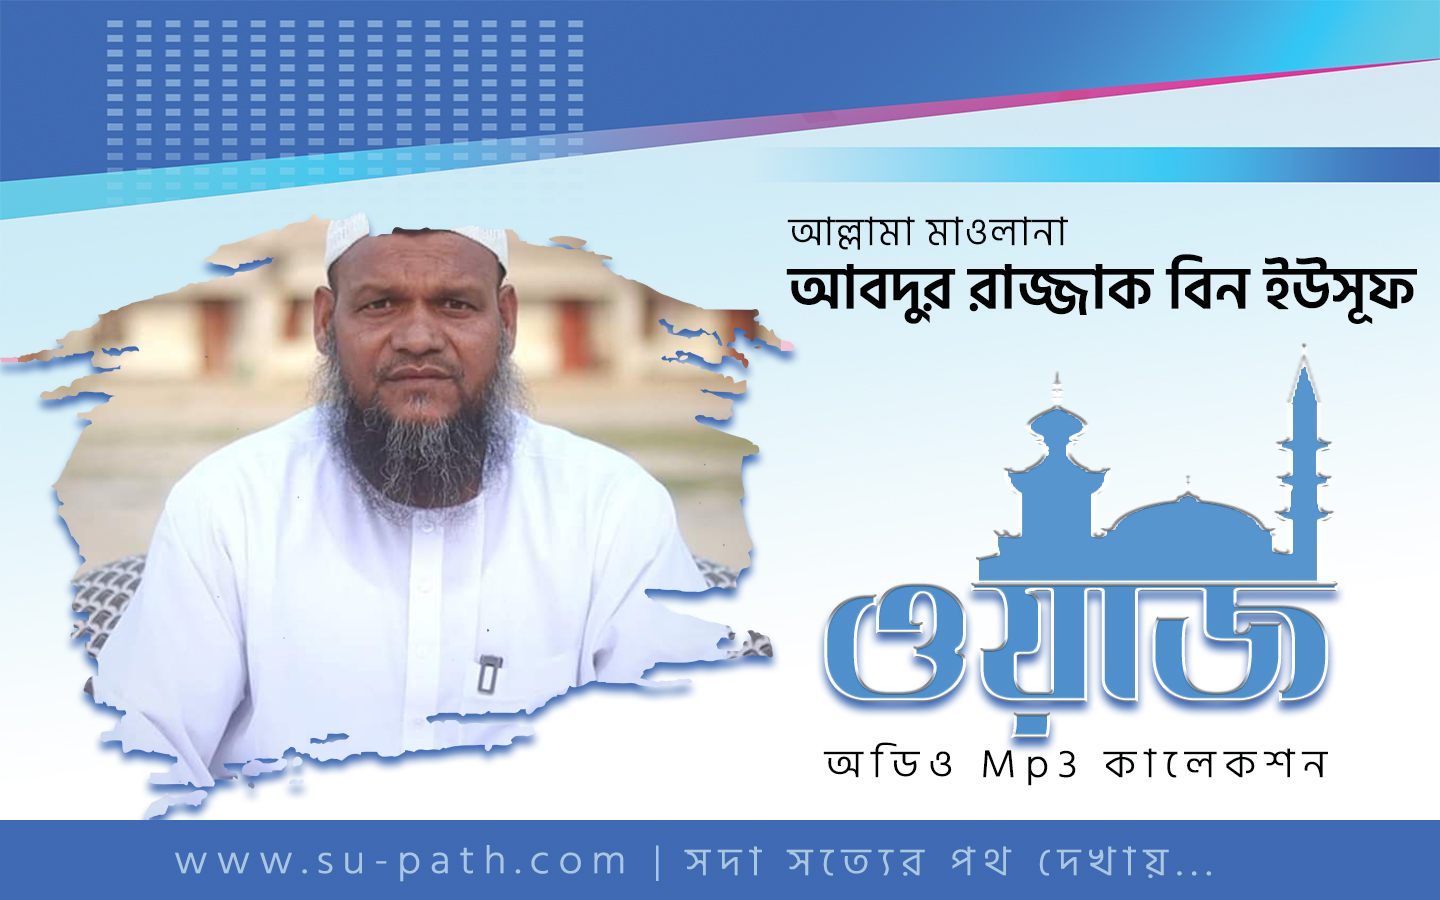 আল্লামা মাওলানা
আবদুর রাজ্জাক বিন ইউসূফ
ওয়াজ
অডিও Mp3 কালেকশন
www.su-path.com | সদা সত্যের পথ দেখায়...